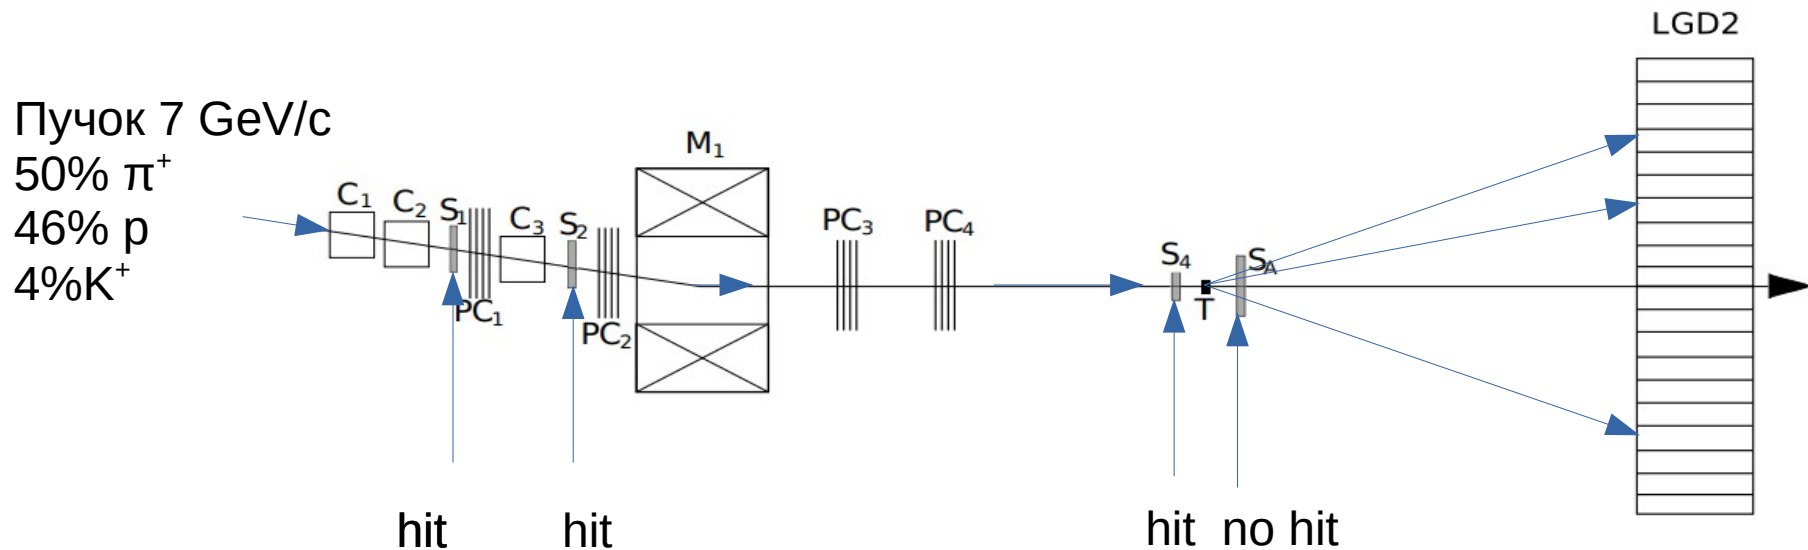 LGD2
Пучок 7 GeV/c
50% π⁺
46% p
4%K⁺
C₁
C₂
S₁
C₃
S₂
M₁
PC₃
PC₄
S₄
S_A
PC₁
PC₂
T
hit
hit
hit
no hit